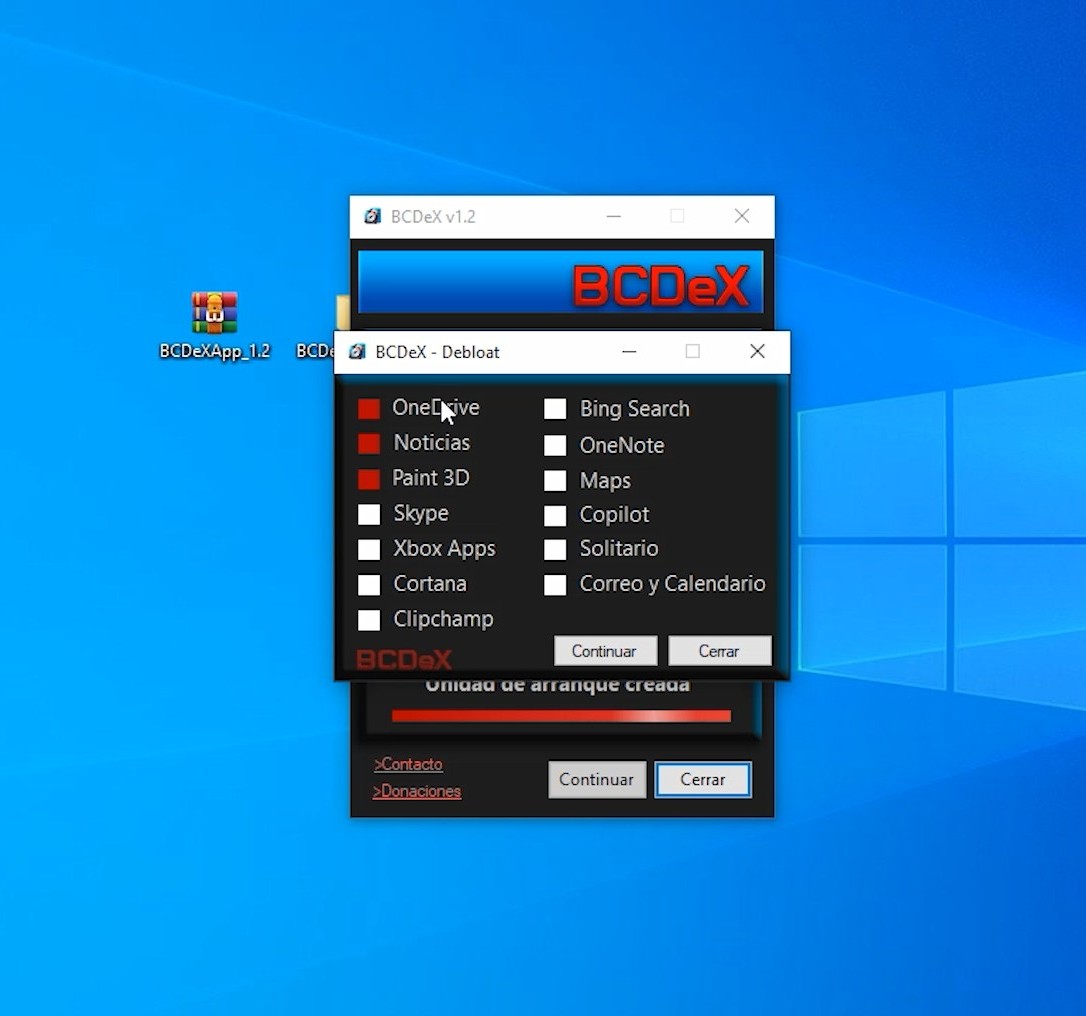 BCDeX v1.2
BCDeX
BCDeXApp_1.2
BCDe
BCDeX - Debloat
OneDrive
Noticias
Paint 3D
Skype
Xbox Apps
Cortana
Clipchamp
Bing Search
OneNote
Maps
Copilot
Solitario
Correo y Calendario
BCDeX
Continuar
Cerrar
Unidad de arranque creada
>Contacto
>Donaciones
Continuar
Cerrar